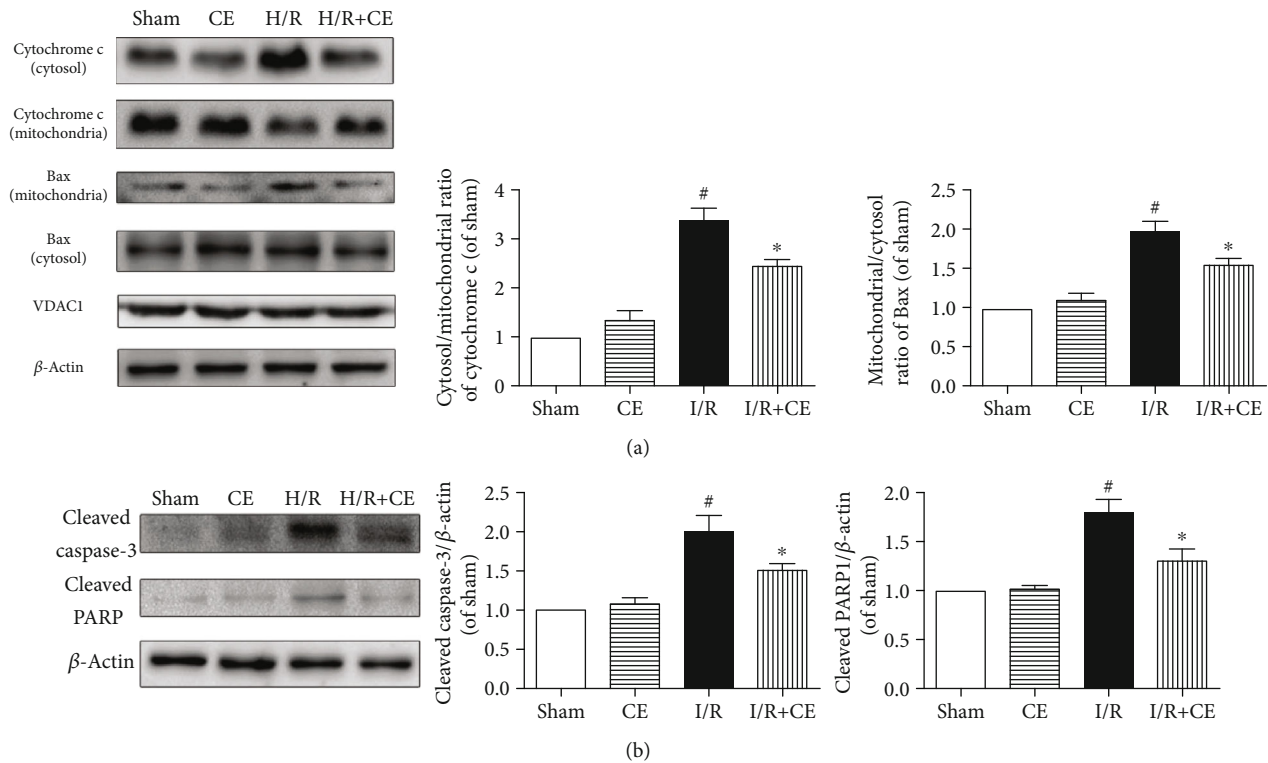 Sham CE H/R H/R+CE
Cytochrome c
(cytosol)
Cytochrome c
(mitochondria)
Bax
(mitochondria)
Bax
(cytosol)
VDAC1
β-Actin
Cytosol/mitochondrial ratio
of cytochrome c (of sham)
4
3
2
1
0
#
*
Sham CE I/R I/R+CE
Mitochondrial/cytosol
ratio of Bax (of sham)
2.5
2.0
1.5
1.0
0.5
0.0
#
*
Sham CE I/R I/R+CE
(a)
Sham CE H/R H/R+CE
Cleaved
caspase-3
Cleaved
PARP
β-Actin
Cleaved caspase-3/β-actin
(of sham)
2.5
2.0
1.5
1.0
0.5
0.0
#
*
Sham CE I/R I/R+CE
Cleaved PARP1/β-actin
(of sham)
2.0
1.5
1.0
0.5
0.0
#
*
Sham CE I/R I/R+CE
(b)